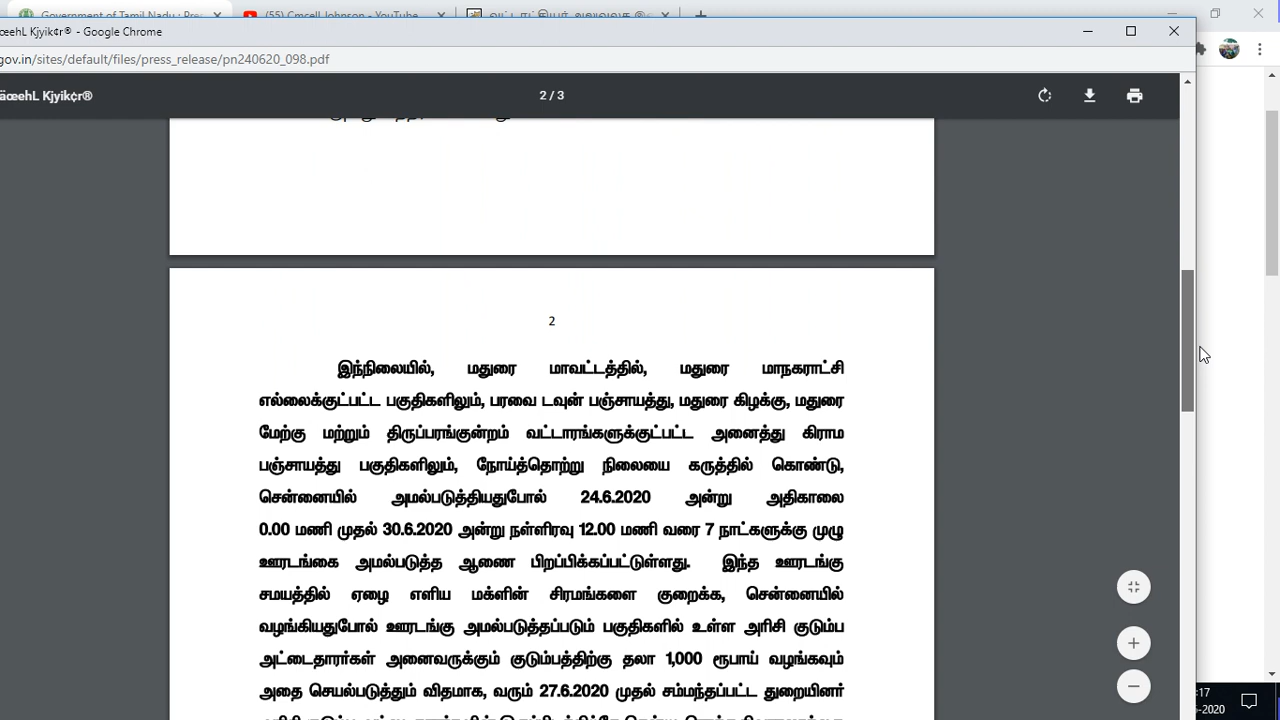 Government of Tamil Nadu : Pres
(55) Cmcell Johnson - YouTube
äœeehL Kjyik¢r® - Google Chrome
gov.in/sites/default/files/press_release/pn240620_098.pdf
äœeehL Kjyik¢r®
2 / 3
2
இந்நிலையில், மதுரை மாவட்டத்தில், மதுரை மாநகராட்சி
எல்லைக்குட்பட்ட பகுதிகளிலும், பரவை டவுன் பஞ்சாயத்து, மதுரை கிழக்கு, மதுரை
மேற்கு மற்றும் திருப்பரங்குன்றம் வட்டாரங்களுக்குட்பட்ட அனைத்து கிராம
பஞ்சாயத்து பகுதிகளிலும், நோய்த்தொற்று நிலையை கருத்தில் கொண்டு,
சென்னையில் அமல்படுத்தியதுபோல் 24.6.2020 அன்று அதிகாலை
0.00 மணி முதல் 30.6.2020 அன்று நள்ளிரவு 12.00 மணி வரை 7 நாட்களுக்கு முழு
ஊரடங்கை அமல்படுத்த ஆணை பிறப்பிக்கப்பட்டுள்ளது. இந்த ஊரடங்கு
சமயத்தில் ஏழை எளிய மக்ளின் சிரமங்களை குறைக்க, சென்னையில்
வழங்கியதுபோல் ஊரடங்கு அமல்படுத்தப்படும் பகுதிகளில் உள்ள அரிசி குடும்ப
அட்டைதாரர்கள் அனைவருக்கும் குடும்பத்திற்கு தலா 1,000 ரூபாய் வழங்கவும்
அதை செயல்படுத்தும் விதமாக, வரும் 27.6.2020 முதல் சம்மந்தப்பட்ட துறையினர்
:17
-2020